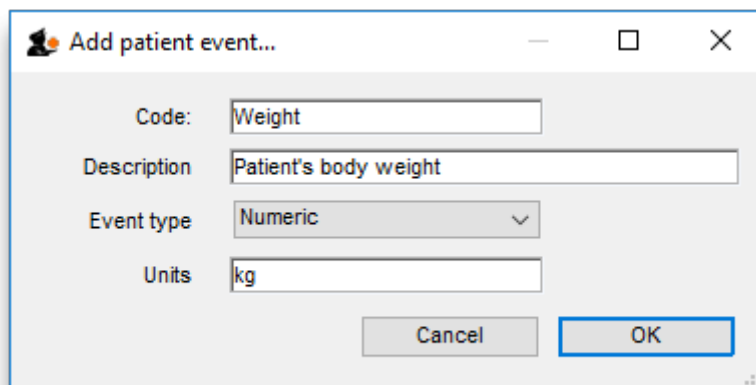 Add patient event...
Code: Weight
Description Patient's body weight
Event type Numeric
Units kg
Cancel OK